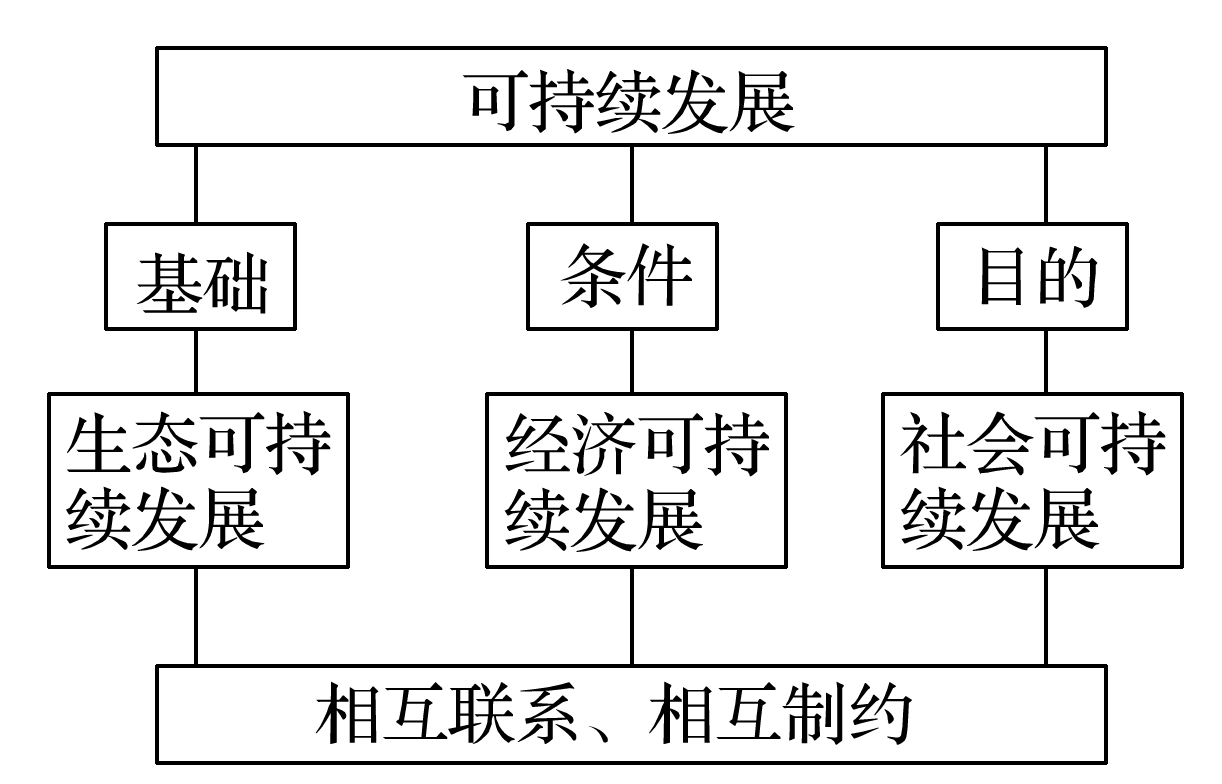 可持续发展
基础
条件
目的
生态可持
续发展
经济可持
续发展
社会可持
续发展
相互联系、相互制约